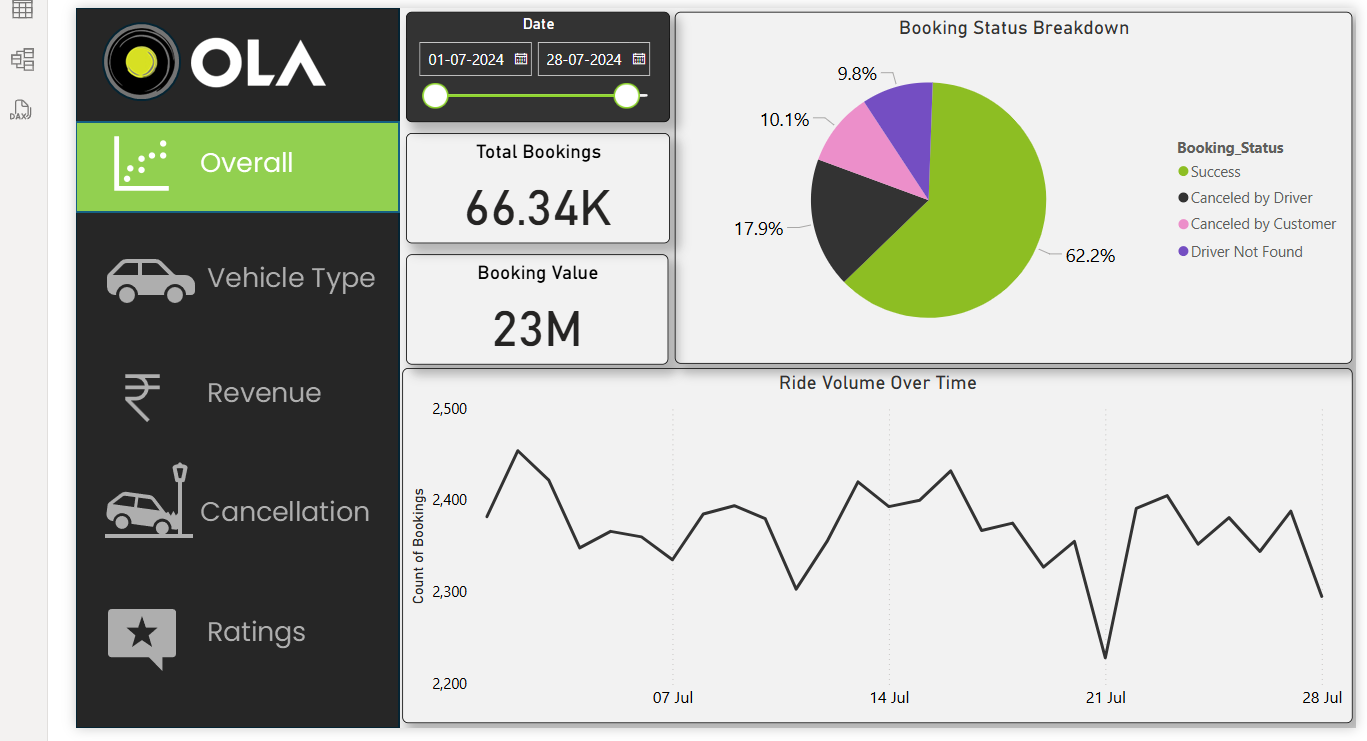 DAX
OLA
Overall
Vehicle Type
Revenue
Cancellation
Ratings
Date
01-07-2024
28-07-2024
Total Bookings
66.34K
Booking Value
23M
Booking Status Breakdown
9.8%
10.1%
17.9%
62.2%
Booking_Status
Success
Canceled by Driver
Canceled by Customer
Driver Not Found
Ride Volume Over Time
Count of Bookings
2,500
2,400
2,300
2,200
07 Jul
14 Jul
21 Jul
28 Jul